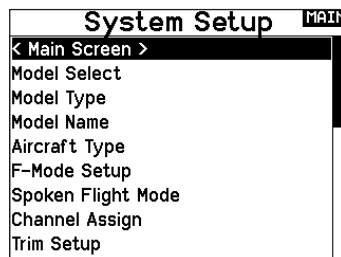 System Setup MAIN
< Main Screen >
Model Select
Model Type
Model Name
Aircraft Type
F-Mode Setup
Spoken Flight Mode
Channel Assign
Trim Setup